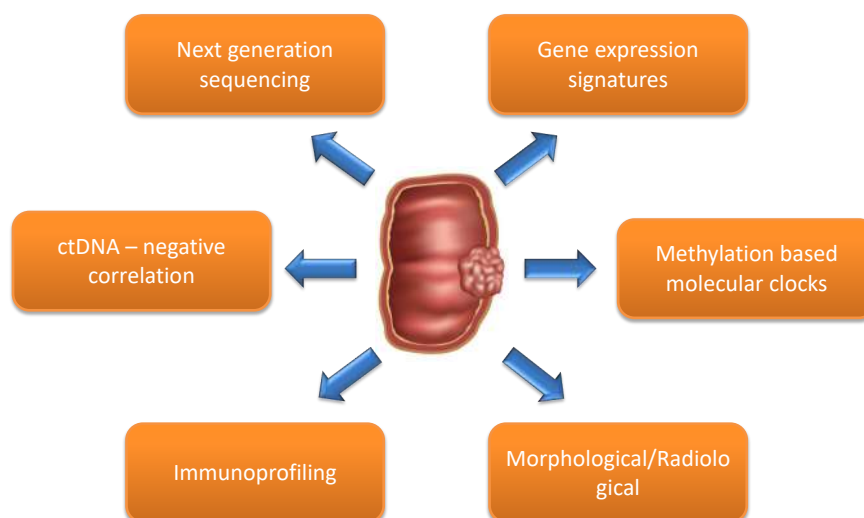 Next generation
sequencing
Gene expression
signatures
ctDNA – negative
correlation
Methylation based
molecular clocks
Immunoprofiling
Morphological/Radiolo
gical